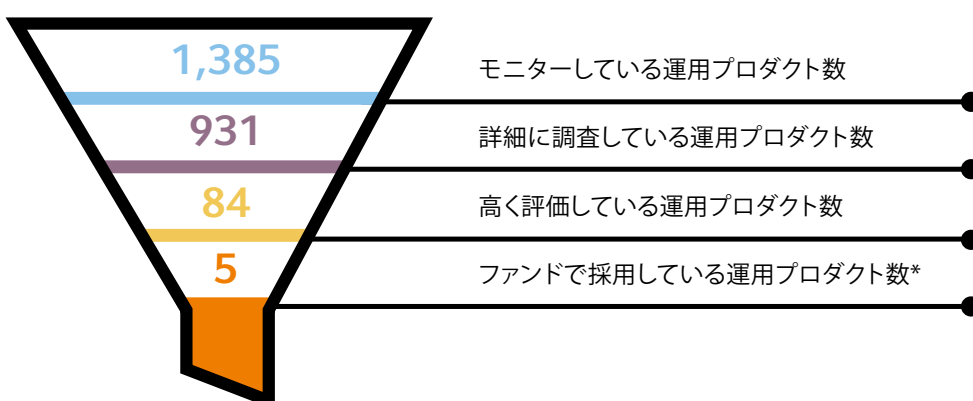 1,385
モニターしている運用プロダクト数
931
詳細に調査している運用プロダクト数
84
高く評価している運用プロダクト数
5
ファンドで採用している運用プロダクト数*